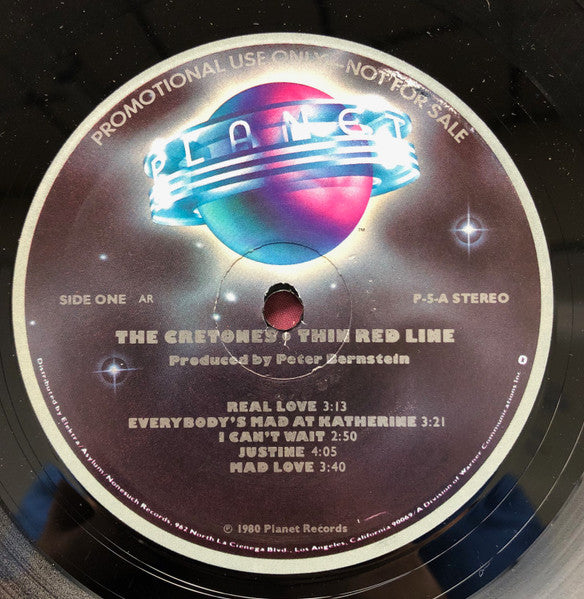 PROMOTIONAL USE ONLY—NOT FOR SALE
PLANET
™
SIDE ONE AR
P-5-A STEREO
THE CRETONES • THIN RED LINE
Produced by Peter Bernstein
REAL LOVE 3:13
EVERYBODY'S MAD AT KATHERINE 3:21
I CAN'T WAIT 2:50
JUSTINE 4:05
MAD LOVE 3:40
℗ 1980 Planet Records
Distributed by Elektra/Asylum/Nonesuch Records, 962 North La Cienega Blvd., Los Angeles, California 90069/A Division of Warner Communications Inc.